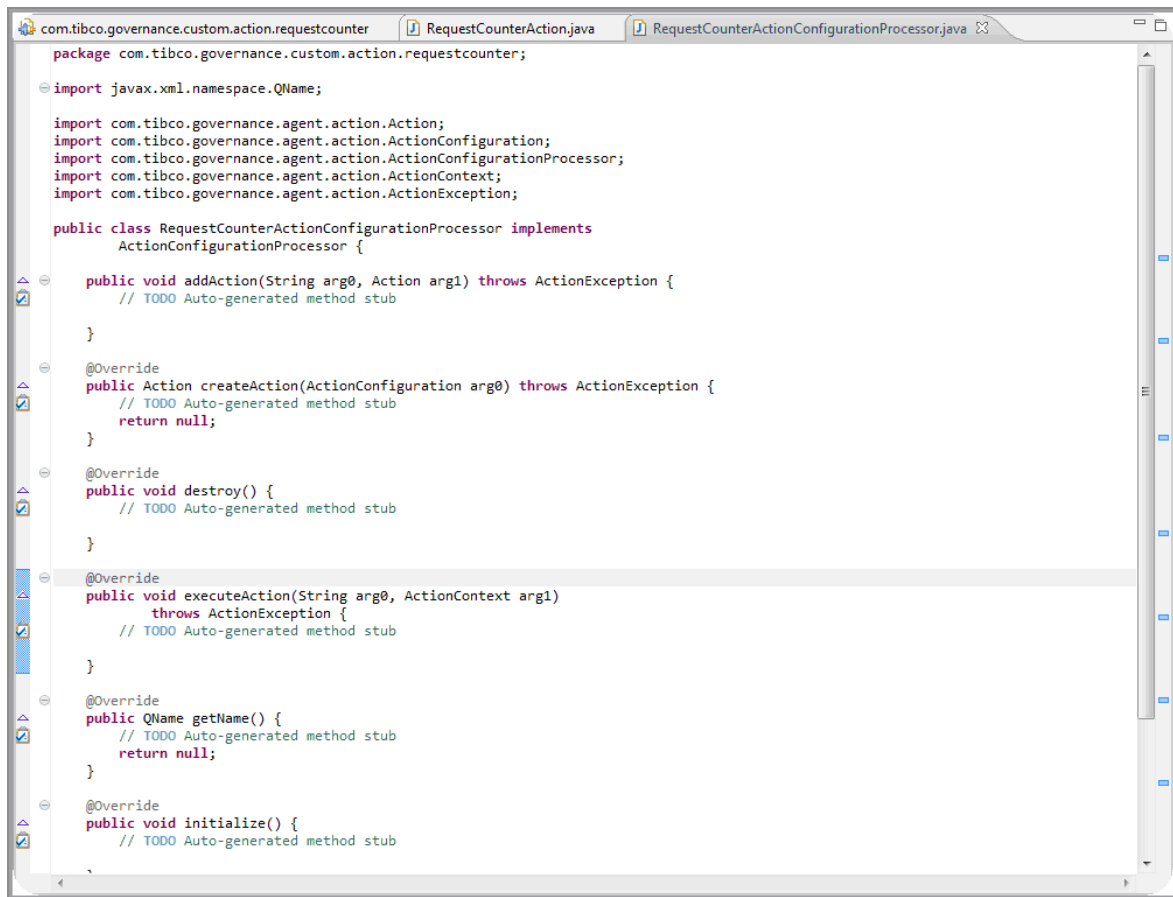 com.tibco.governance.custom.action.requestcounter RequestCounterAction.java RequestCounterActionConfigurationProcessor.java
package com.tibco.governance.custom.action.requestcounter;
import javax.xml.namespace.QName;
import com.tibco.governance.agent.action.Action;
import com.tibco.governance.agent.action.ActionConfiguration;
import com.tibco.governance.agent.action.ActionConfigurationProcessor;
import com.tibco.governance.agent.action.ActionContext;
import com.tibco.governance.agent.action.ActionException;
public class RequestCounterActionConfigurationProcessor implements
ActionConfigurationProcessor {
public void addAction(String arg0, Action arg1) throws ActionException {
// TODO Auto-generated method stub
}
@Override
public Action createAction(ActionConfiguration arg0) throws ActionException {
// TODO Auto-generated method stub
return null;
}
@Override
public void destroy() {
// TODO Auto-generated method stub
}
@Override
public void executeAction(String arg0, ActionContext arg1)
throws ActionException {
// TODO Auto-generated method stub
}
@Override
public QName getName() {
// TODO Auto-generated method stub
return null;
}
@Override
public void initialize() {
// TODO Auto-generated method stub